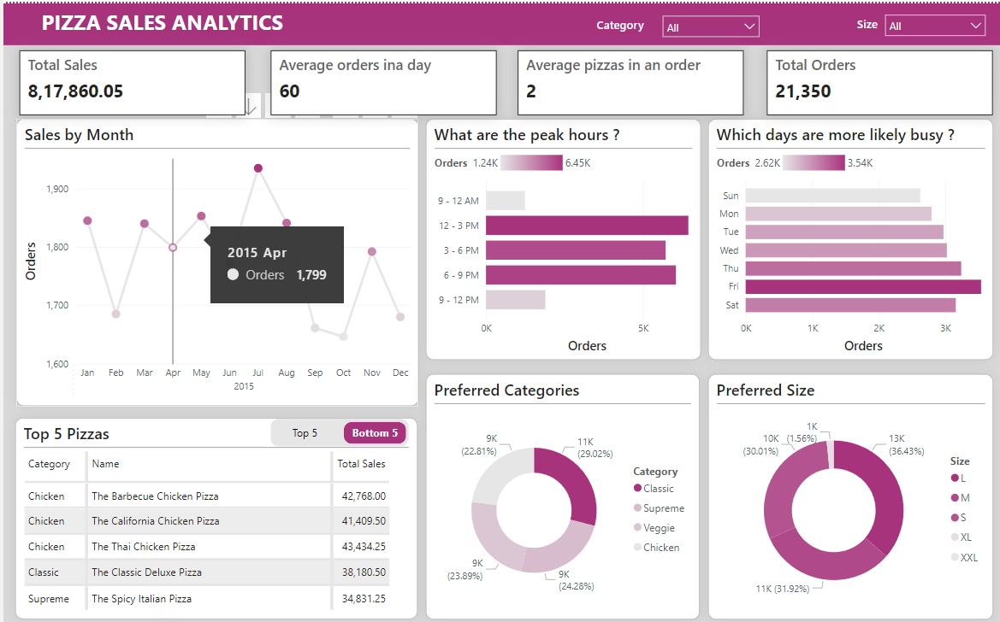 PIZZA SALES ANALYTICS
Category
All
Size
All
Total Sales
8,17,860.05
Average orders ina day
60
Average pizzas in an order
2
Total Orders
21,350
Sales by Month
Orders
1,900
1,800
1,700
1,600
2015 Apr
Orders 1,799
Jan Feb Mar Apr May Jun Jul Aug Sep Oct Nov Dec
2015
What are the peak hours ?
Orders 1.24K 6.45K
9 - 12 AM
12 - 3 PM
3 - 6 PM
6 - 9 PM
9 - 12 PM
0K 5K
Orders
Which days are more likely busy ?
Orders 2.62K 3.54K
Sun
Mon
Tue
Wed
Thu
Fri
Sat
0K 1K 2K 3K
Orders
Top 5 Pizzas
Top 5
Bottom 5
Category Name Total Sales
Chicken The Barbecue Chicken Pizza 42,768.00
Chicken The California Chicken Pizza 41,409.50
Chicken The Thai Chicken Pizza 43,434.25
Classic The Classic Deluxe Pizza 38,180.50
Supreme The Spicy Italian Pizza 34,831.25
Preferred Categories
11K
(29.02%)
9K
(24.28%)
9K
(23.89%)
9K
(22.81%)
Category
Classic
Supreme
Veggie
Chicken
Preferred Size
13K
(36.43%)
11K (31.92%)
10K
(30.01%)
1K
(1.56%)
Size
L
M
S
XL
XXL